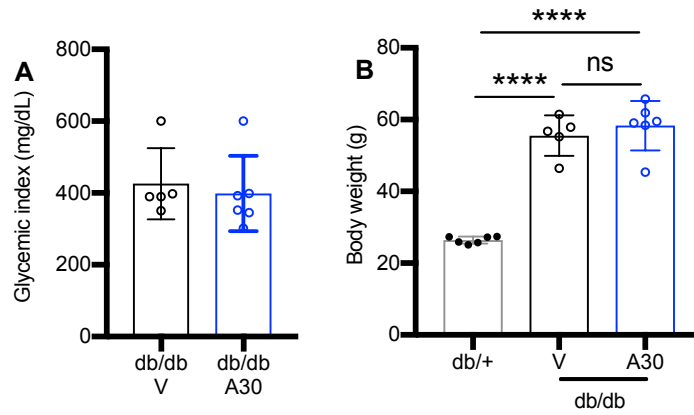 A
Glycemic index (mg/dL)
800
600
400
200
0
db/db
V
db/db
A30
B
Body weight (g)
80
60
40
20
0
****
****
ns
db/+
V
A30
db/db